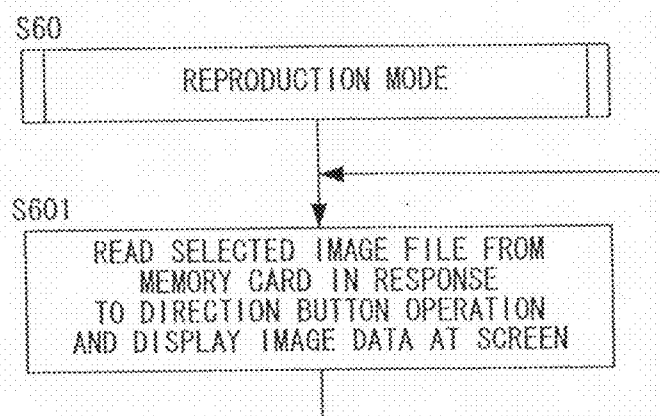 S60
REPRODUCTION MODE
S601
READ SELECTED IMAGE FILE FROM
MEMORY CARD IN RESPONSE
TO DIRECTION BUTTON OPERATION
AND DISPLAY IMAGE DATA AT SCREEN